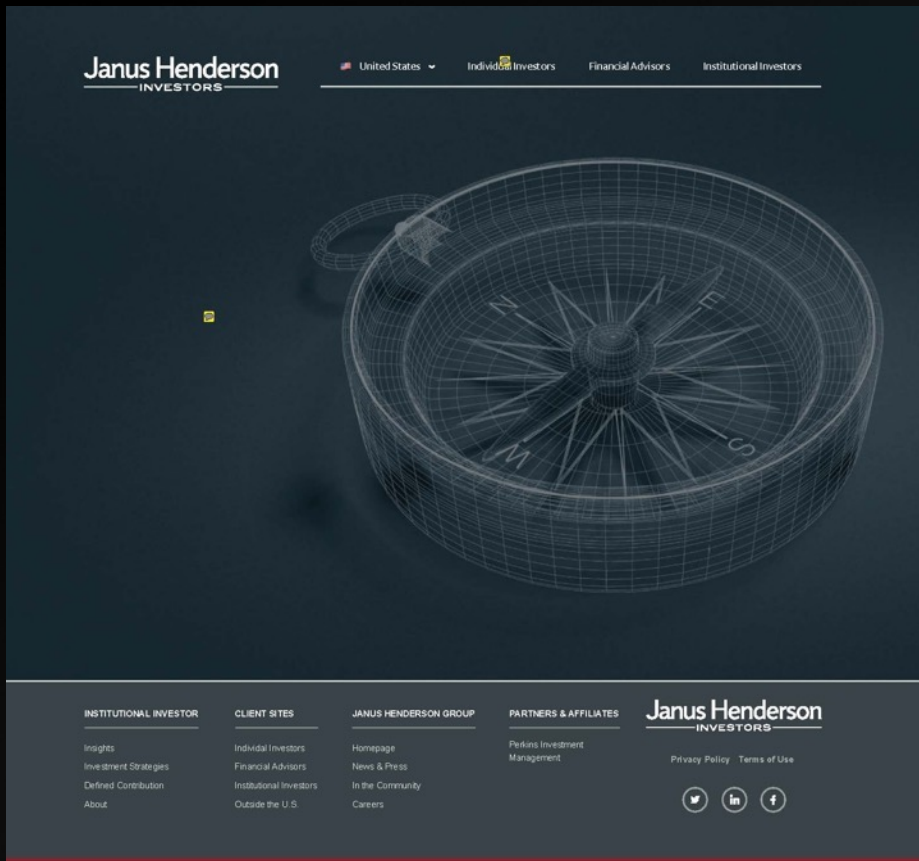 Janus Henderson
INVESTORS
United States
Individual Investors
Financial Advisors
Institutional Investors
N
E
W
S
INSTITUTIONAL INVESTOR
Insights
Investment Strategies
Defined Contribution
About
CLIENT SITES
Individal Investors
Financial Advisors
Institutional Investors
Outside the U.S.
JANUS HENDERSON GROUP
Homepage
News & Press
In the Community
Careers
PARTNERS & AFFILIATES
Perkins Investment
Management
Janus Henderson
INVESTORS
Privacy Policy Terms of Use
in
f